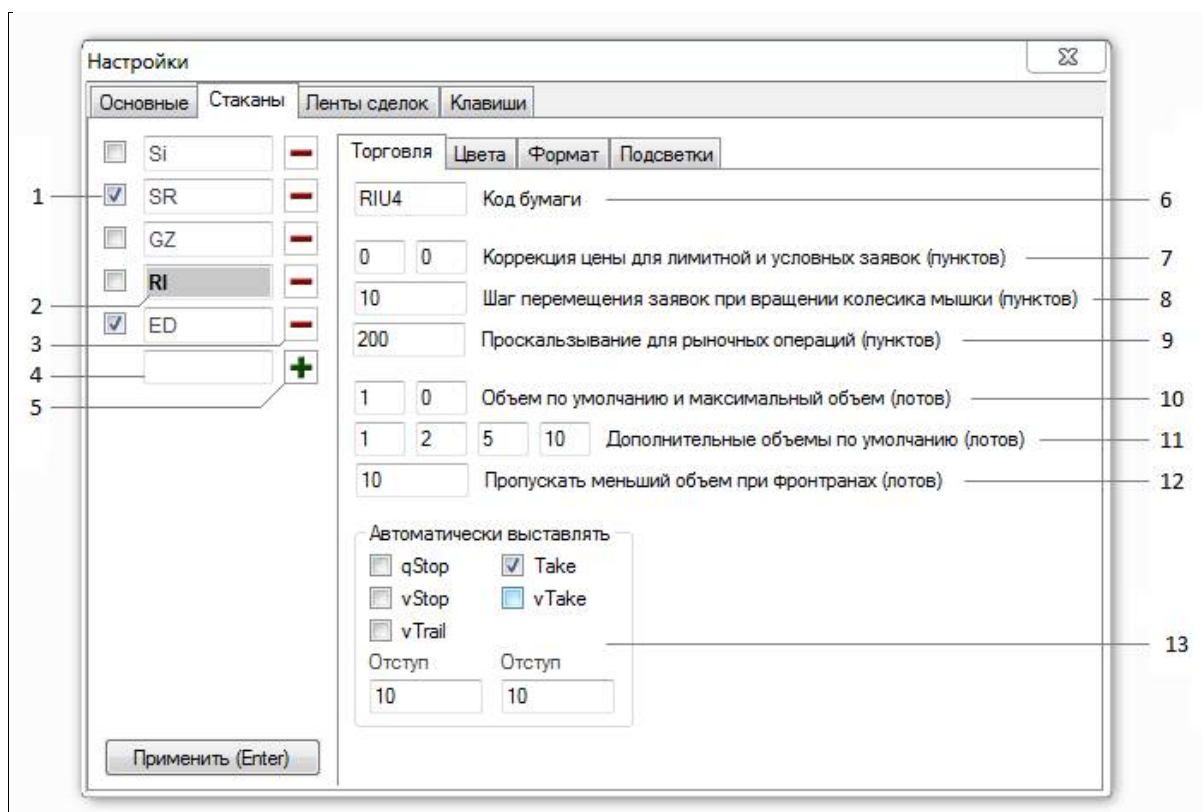 Настройки
Основные Стаканы Ленты сделок Клавиши
Si
1 SR
GZ
2 RI
3 ED
4
5
Применить (Enter)
Торговля Цвета Формат Подсветки
RIU4 Код бумаги 6
0 0 Коррекция цены для лимитной и условных заявок (пунктов) 7
10 Шаг перемещения заявок при вращении колесика мышки (пунктов) 8
200 Проскальзывание для рыночных операций (пунктов) 9
1 0 Объем по умолчанию и максимальный объем (лотов) 10
1 2 5 10 Дополнительные объемы по умолчанию (лотов) 11
10 Пропускать меньший объем при фронтранах (лотов) 12
Автоматически выставлять
qStop Take
vStop vTake
vTrail
13
Отступ Отступ
10 10